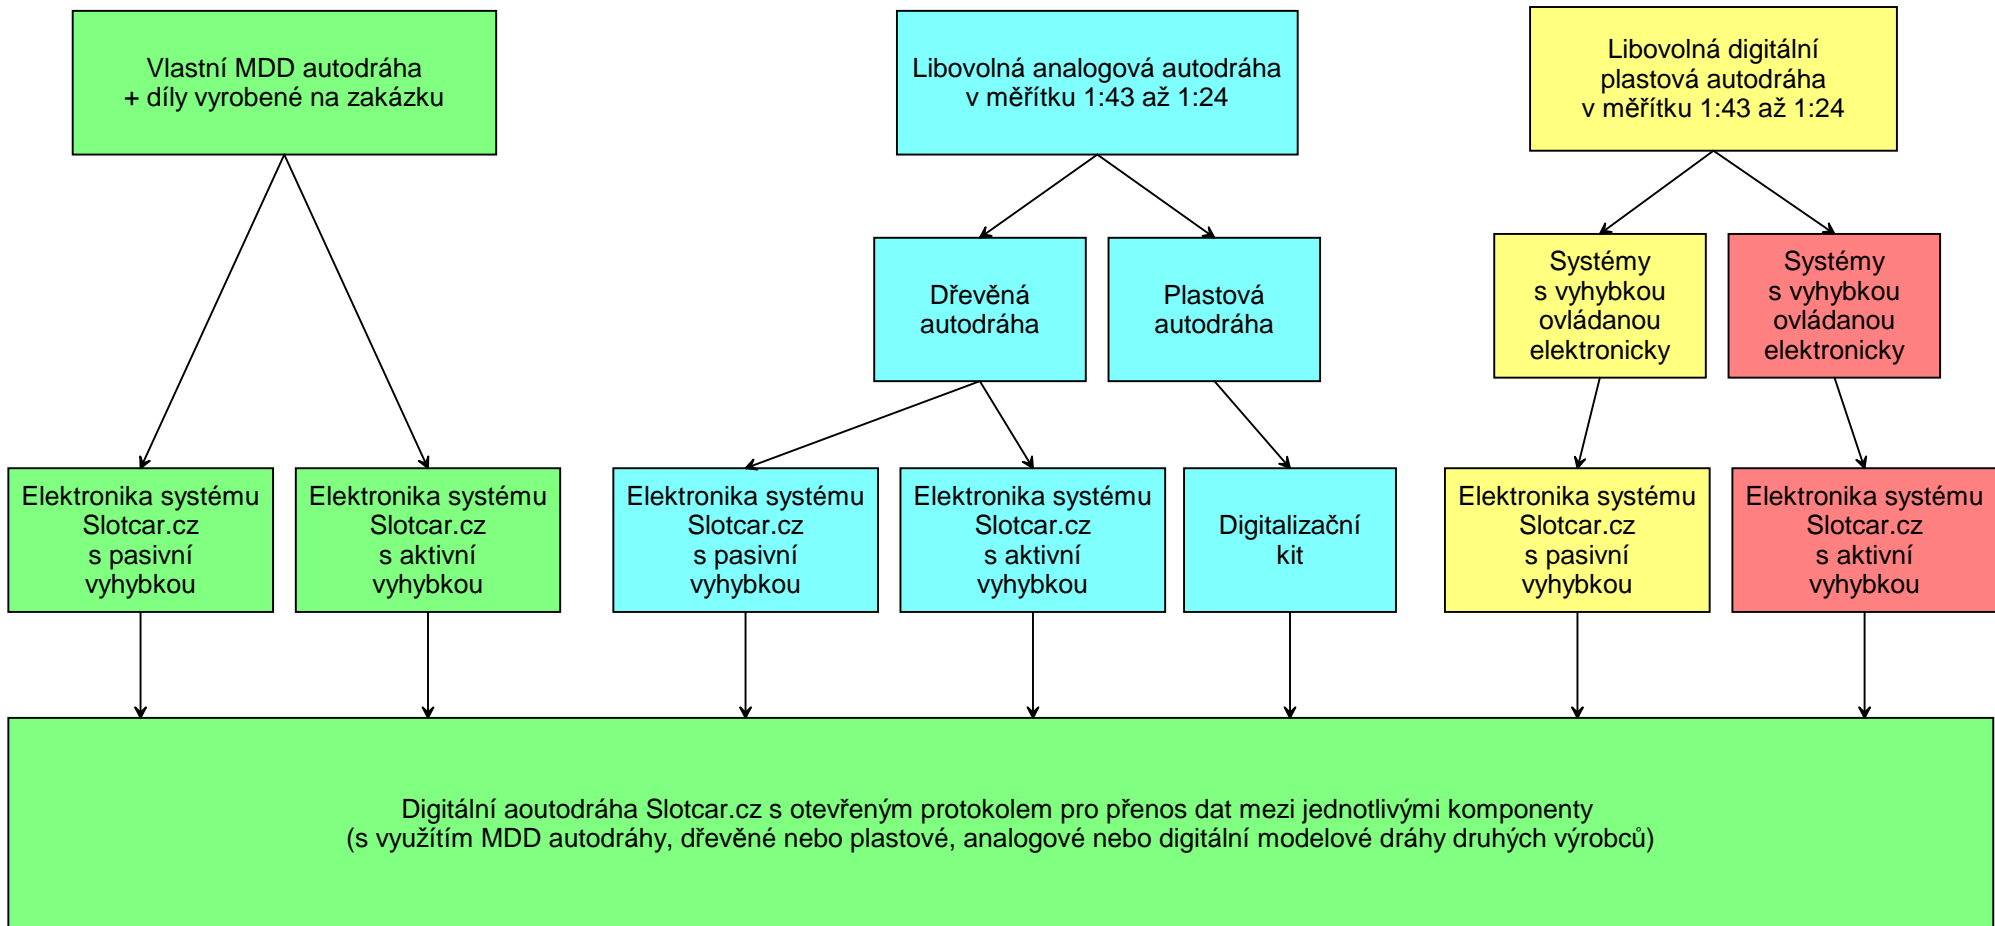 Vlastní MDD autodráha
+ díly vyrobené na zakázku
Libovolná analogová autodráha
v měřítku 1:43 až 1:24
Libovolná digitální
plastová autodráha
v měřítku 1:43 až 1:24
Dřevěná
autodráha
Plastová
autodráha
Systémy
s vyhybkou
ovládanou
elektronicky
Systémy
s vyhybkou
ovládanou
elektronicky
Elektronika systému
Slotcar.cz
s pasivní
vyhybkou
Elektronika systému
Slotcar.cz
s aktivní
vyhybkou
Elektronika systému
Slotcar.cz
s pasivní
vyhybkou
Elektronika systému
Slotcar.cz
s aktivní
vyhybkou
Digitalizační
kit
Elektronika systému
Slotcar.cz
s pasivní
vyhybkou
Elektronika systému
Slotcar.cz
s aktivní
vyhybkou
Digitální aoutodráha Slotcar.cz s otevřeným protokolem pro přenos dat mezi jednotlivými komponenty
(s využítím MDD autodráhy, dřevěné nebo plastové, analogové nebo digitální modelové dráhy druhých výrobců)